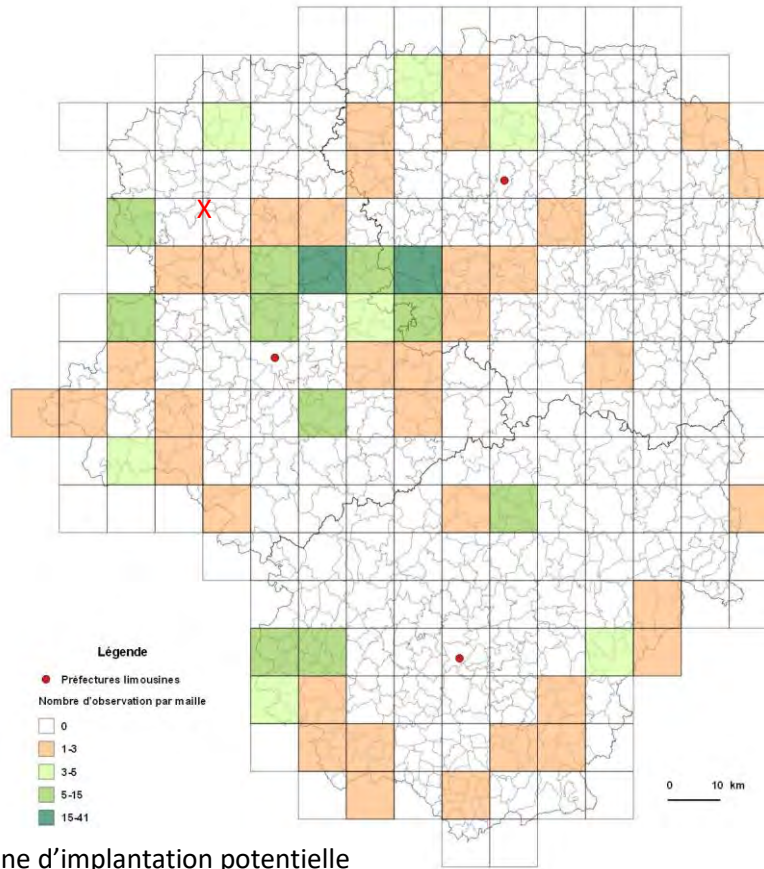 X
Légende
Préfectures limousines
Nombre d'observation par maille
0
1-3
3-5
5-15
15-41
0 10 km
ne d'implantation potentielle